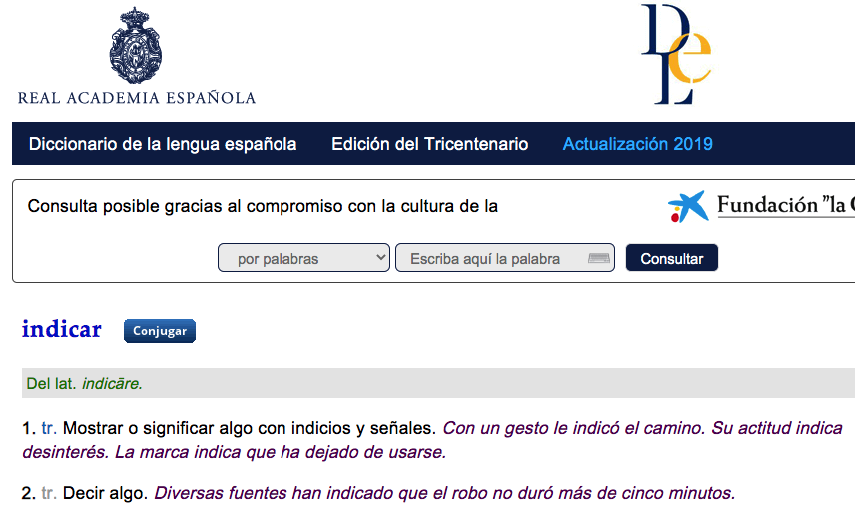 REAL ACADEMIA ESPAÑOLA
DLe
Diccionario de la lengua española Edición del Tricentenario Actualización 2019
Consulta posible gracias al compromiso con la cultura de la Fundación "la
por palabras Escriba aquí la palabra Consultar
indicar Conjugar
Del lat. indicāre.
1. tr. Mostrar o significar algo con indicios y señales. Con un gesto le indicó el camino. Su actitud indica
desinterés. La marca indica que ha dejado de usarse.
2. tr. Decir algo. Diversas fuentes han indicado que el robo no duró más de cinco minutos.